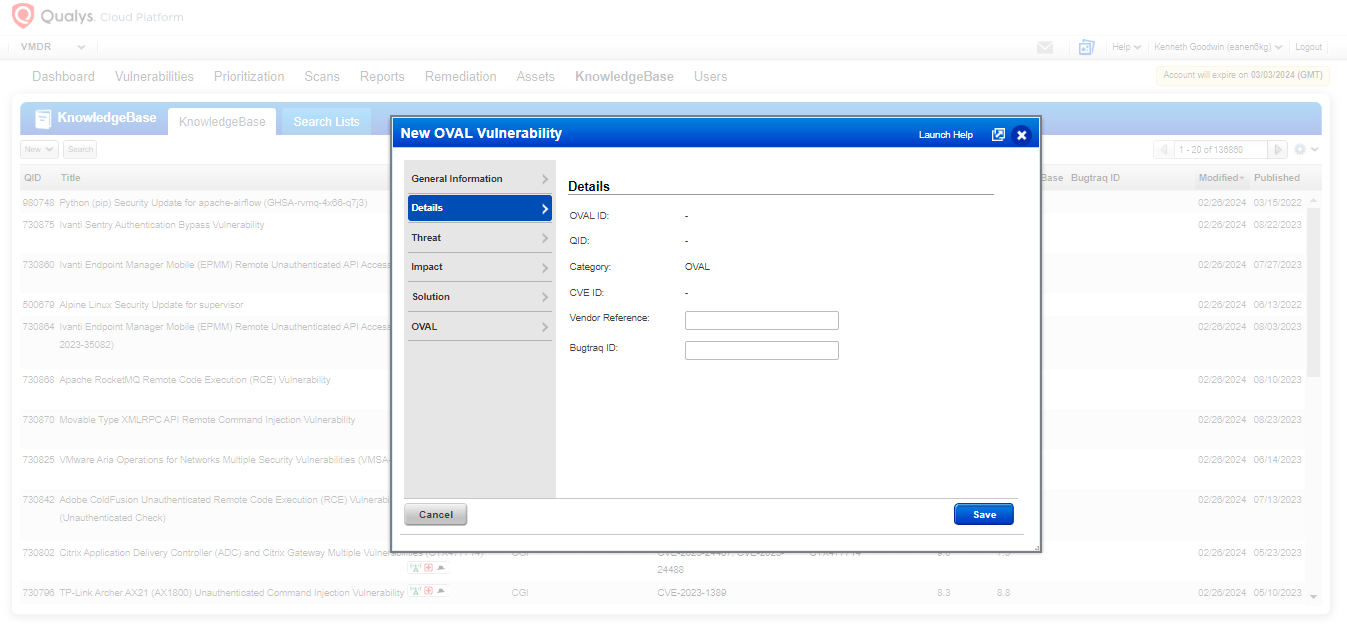 Qualys. Cloud Platform
VMDR
Help
Kenneth Goodwin (eanen5kg)
Logout
Dashboard Vulnerabilities Prioritization Scans Reports Remediation Assets KnowledgeBase Users
Account will expire on 03/03/2024 (GMT)
KnowledgeBase
KnowledgeBase
Search Lists
New
Search
1 - 20 of 136860
QID Title Base Bugtraq ID Modified Published
980748 Python (pip) Security Update for apache-airflow (GHSA-rvmq-4x66-q7j3) 02/26/2024 03/15/2022
730875 Ivanti Sentry Authentication Bypass Vulnerability 02/26/2024 08/22/2023
730860 Ivanti Endpoint Manager Mobile (EPMM) Remote Unauthenticated API Access 02/26/2024 07/27/2023
500679 Alpine Linux Security Update for supervisor 02/26/2024 06/13/2022
730864 Ivanti Endpoint Manager Mobile (EPMM) Remote Unauthenticated API Access 02/26/2024 08/03/2023
2023-35082)
730868 Apache RocketMQ Remote Code Execution (RCE) Vulnerability 02/26/2024 08/10/2023
730870 Movable Type XMLRPC API Remote Command Injection Vulnerability 02/26/2024 08/23/2023
730825 VMware Aria Operations for Networks Multiple Security Vulnerabilities (VMSA- 02/26/2024 06/14/2023
730842 Adobe ColdFusion Unauthenticated Remote Code Execution (RCE) Vulnerabi 02/26/2024 07/13/2023
(Unauthenticated Check)
730802 Citrix Application Delivery Controller (ADC) and Citrix Gateway Multiple Vulnerabilities (CTX477714) CGI CVE-2023-24487, CVE-2023- CTX477714 02/26/2024 05/23/2023
24488
730796 TP-Link Archer AX21 (AX1800) Unauthenticated Command Injection Vulnerability CGI CVE-2023-1389 8.3 8.8 02/26/2024 05/10/2023
New OVAL Vulnerability
Launch Help
General Information
Details
Threat
Impact
Solution
OVAL
Details
OVAL ID: -
QID: -
Category: OVAL
CVE ID: -
Vendor Reference:
Bugtraq ID:
Cancel
Save